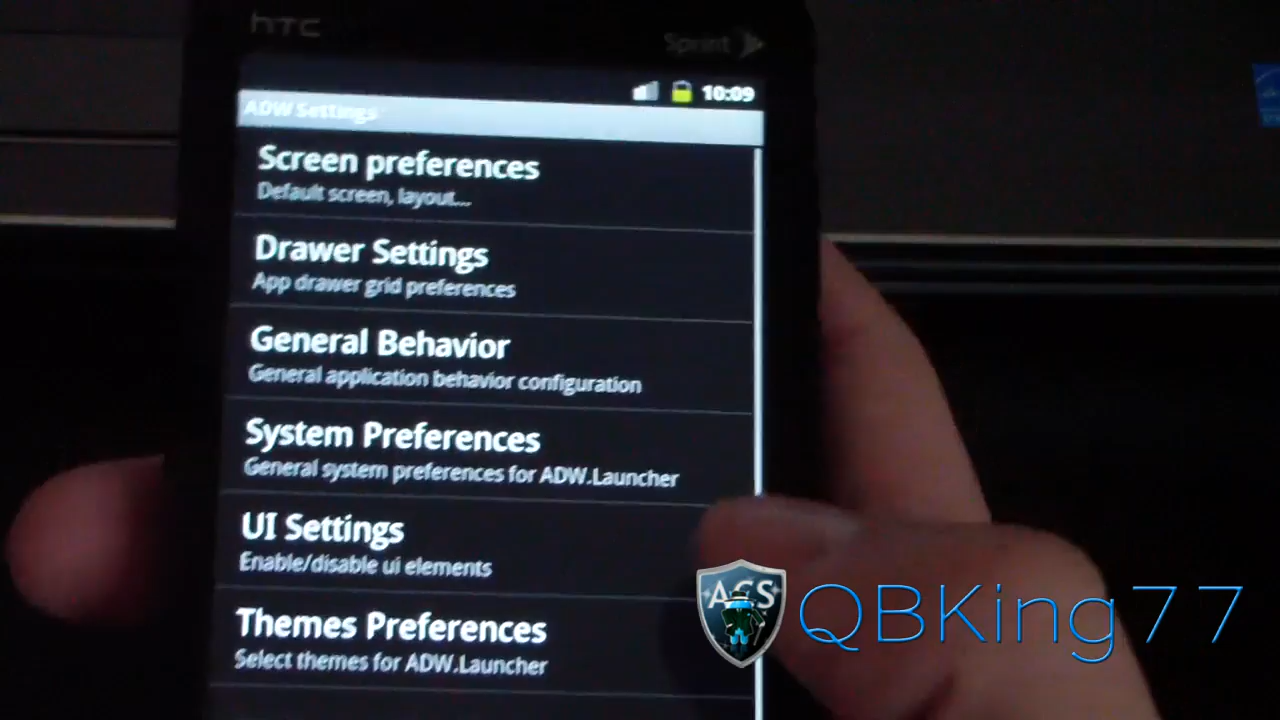 hTC
Sprint
10:09
ADW Settings
Screen preferences
Default screen, layout...
Drawer Settings
App drawer grid preferences
General Behavior
General application behavior configuration
System Preferences
General system preferences for ADW.Launcher
UI Settings
Enable/disable ui elements
Themes Preferences
Select themes for ADW.Launcher
ACS
QBKing77